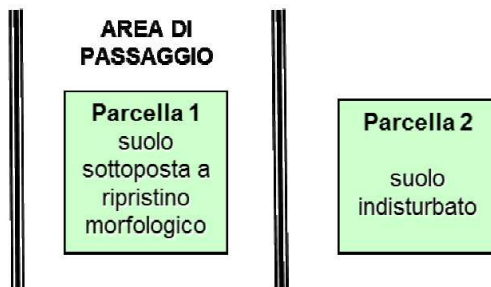 AREA DI
PASSAGGIO
Parcella 1
suolo
sottoposta a
ripristino
morfologico
Parcella 2
suolo
indisturbato